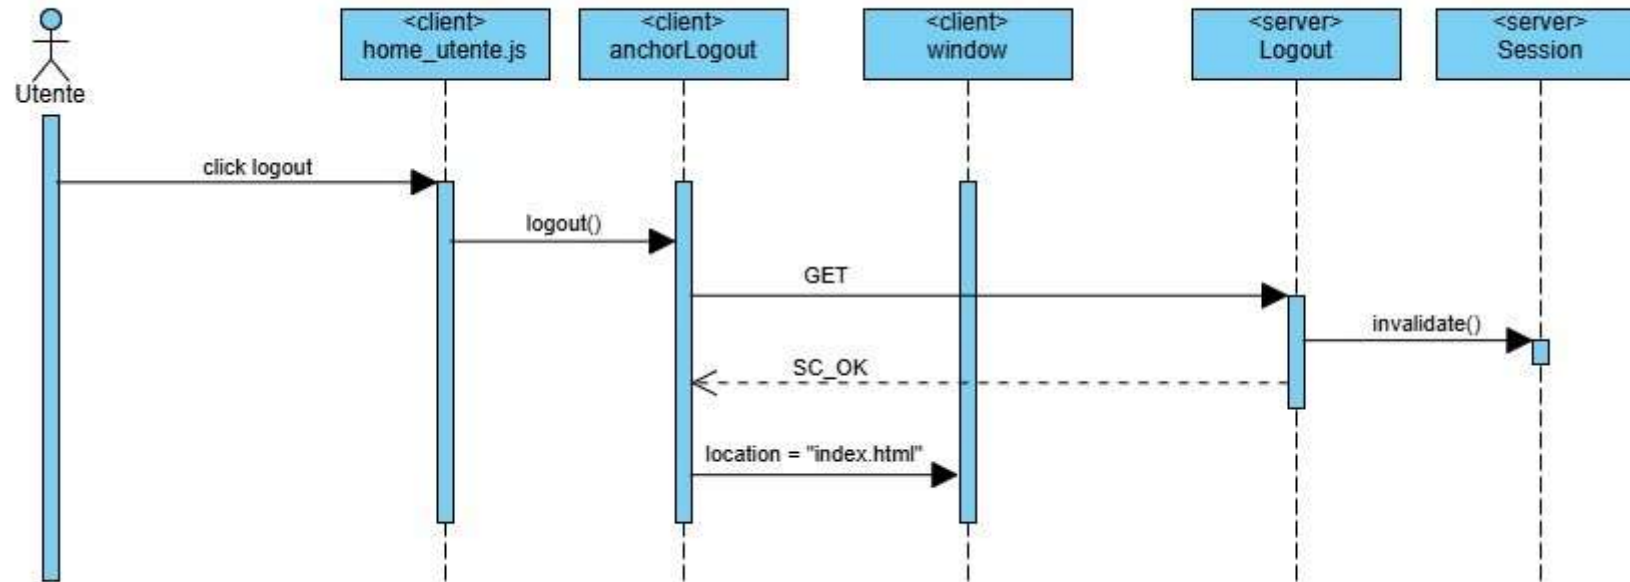 <client>
home_utente.js
<client>
anchorLogout
<client>
window
<server>
Logout
<server>
Session
Utente
click logout
logout()
GET
invalidate()
SC_OK
location = "index.html"